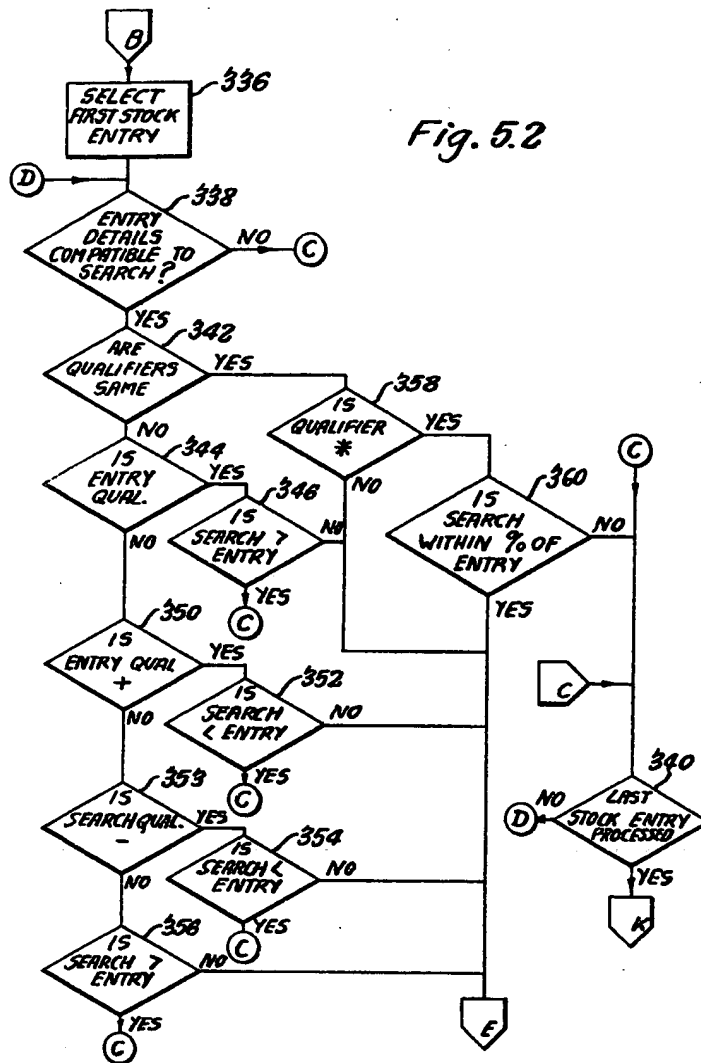 B
336
SELECT
FIRST STOCK
ENTRY
Fig. 5.2
D
338
ENTRY
DETAILS
COMPATIBLE TO
SEARCH?
NO
C
YES
342
ARE
QUALIFIERS
SAME
YES
358
IS
QUALIFIER
*
YES
NO
NO
344
IS
ENTRY
QUAL.
YES
346
IS
SEARCH >
ENTRY
NO
YES
C
NO
360
IS
SEARCH
WITHIN % OF
ENTRY
NO
YES
C
350
IS
ENTRY QUAL
+
YES
352
IS
SEARCH
< ENTRY
NO
YES
C
NO
C
353
IS
SEARCH QUAL.
-
YES
354
IS
SEARCH <
ENTRY
NO
YES
C
NO
340
LAST
STOCK ENTRY
PROCESSED
NO
D
YES
K
356
IS
SEARCH >
ENTRY
NO
YES
C
E